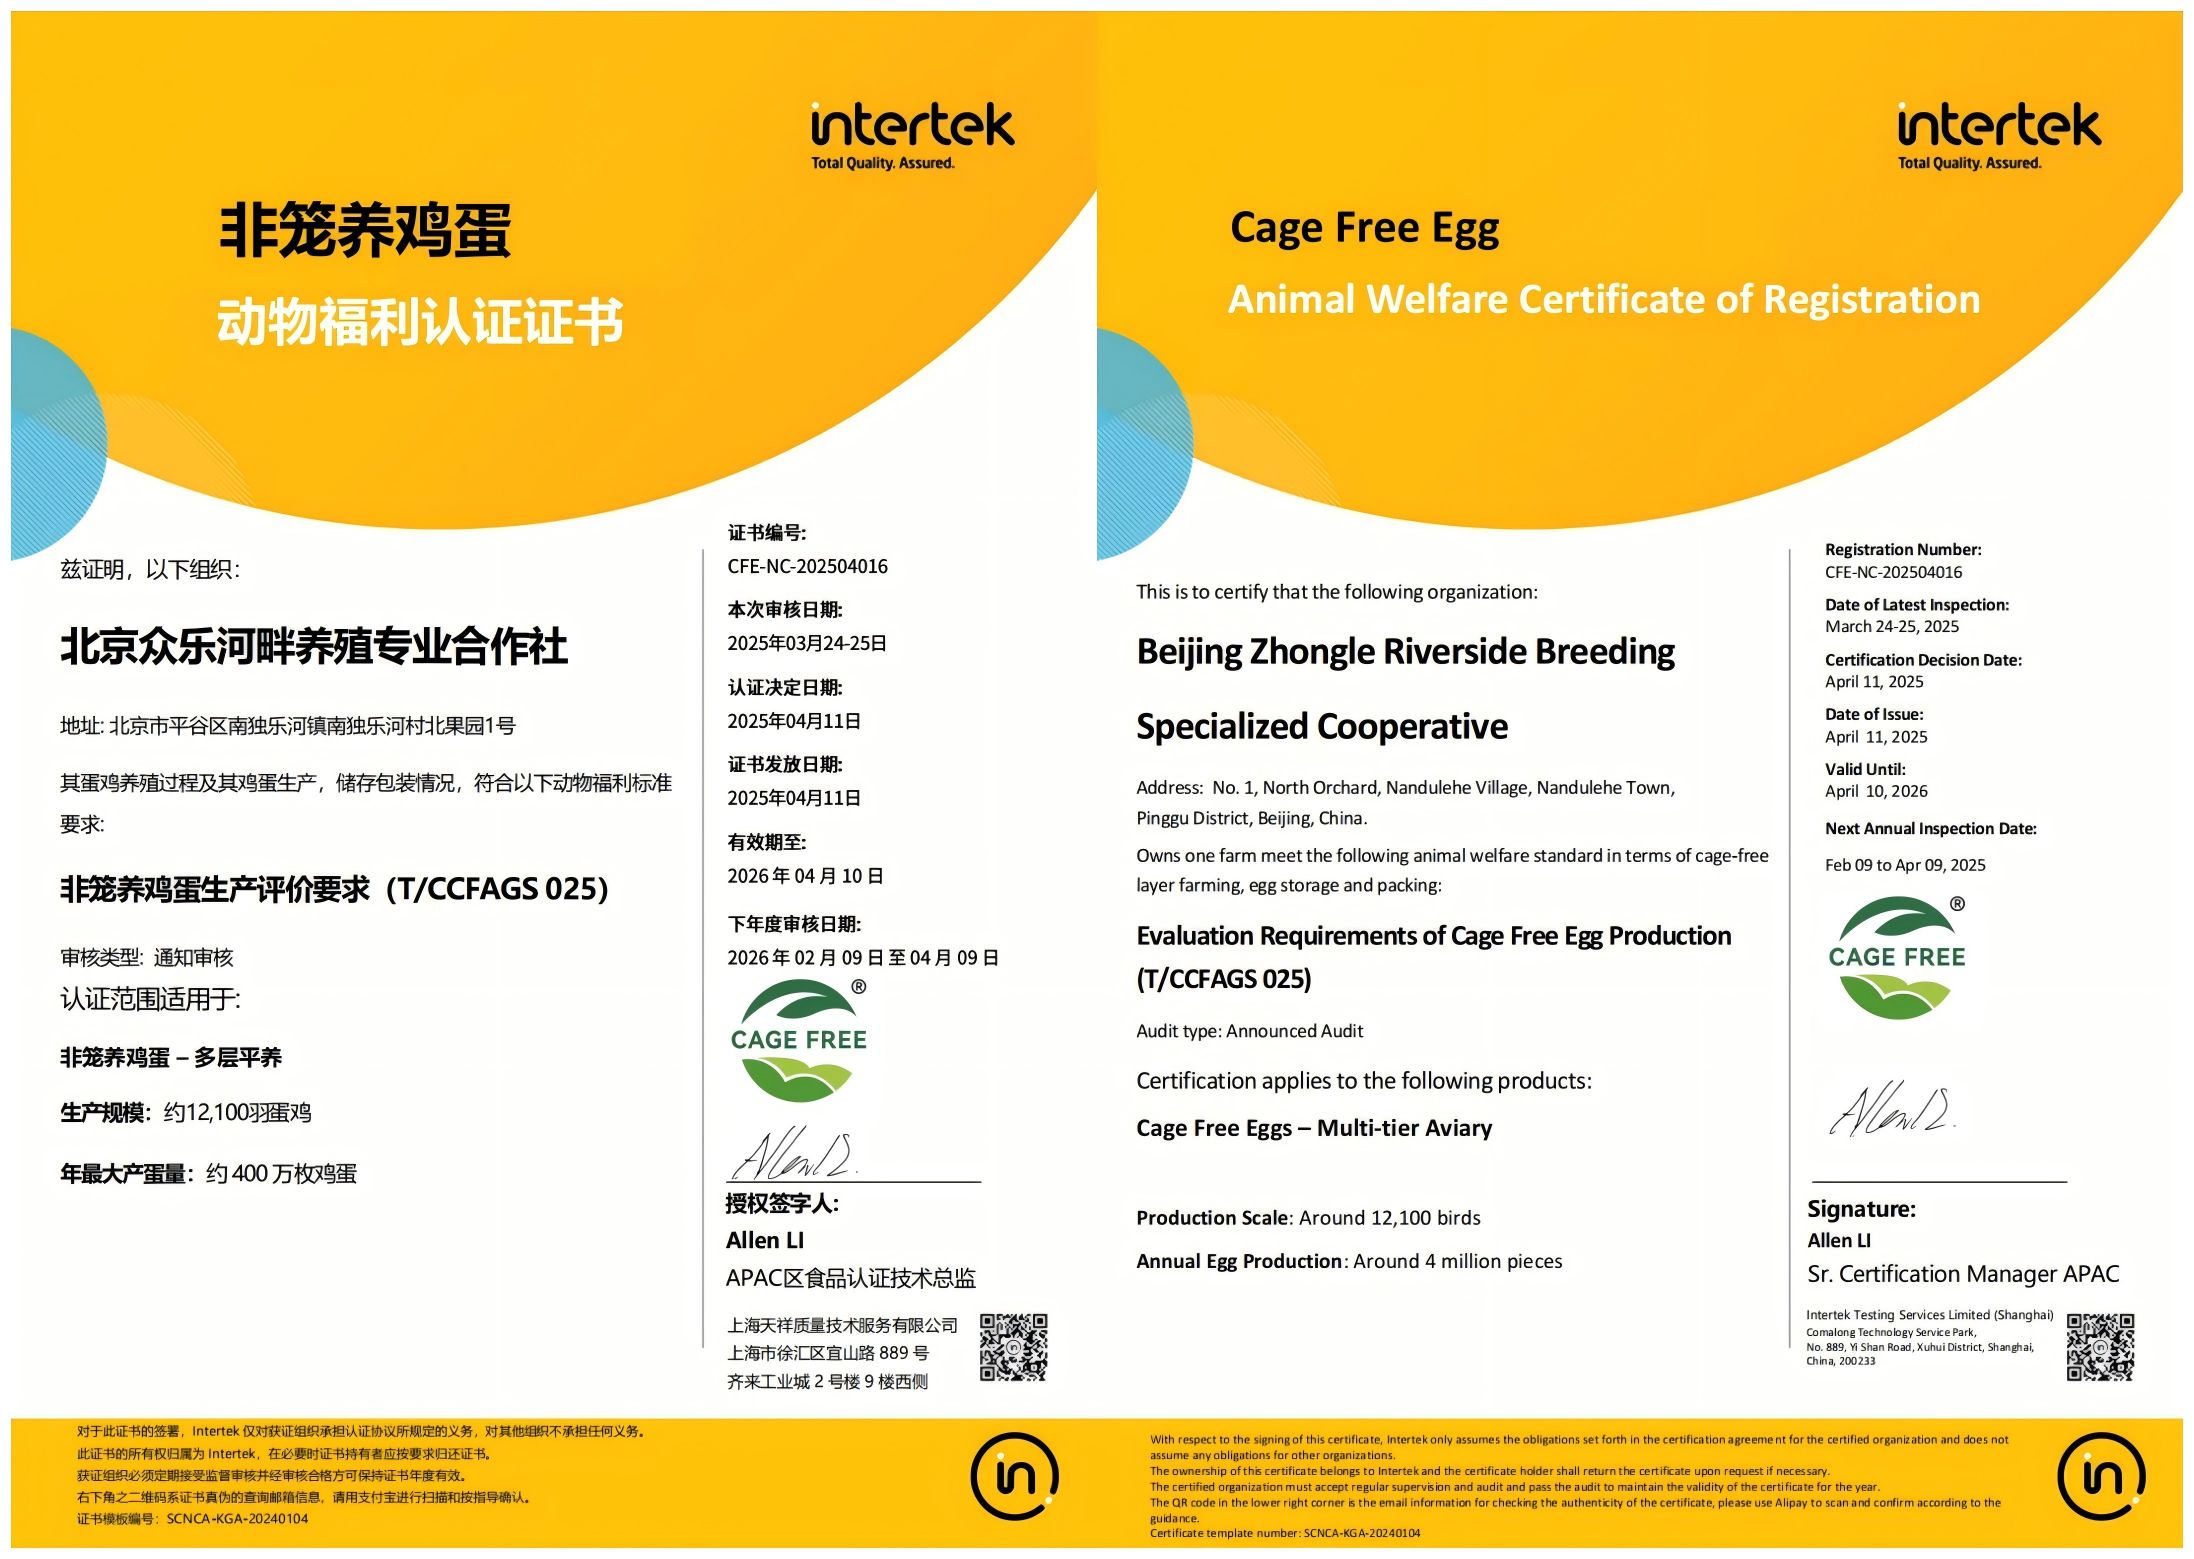 intertek
Total Quality. Assured.
非笼养鸡蛋
动物福利认证证书
兹证明，以下组织：
北京众乐河畔养殖专业合作社
地址: 北京市平谷区南独乐河镇南独乐河村北果园1号
其蛋鸡养殖过程及其鸡蛋生产，储存包装情况，符合以下动物福利标准
要求:
非笼养鸡蛋生产评价要求（T/CCFAGS 025）
审核类型: 通知审核
认证范围适用于:
非笼养鸡蛋 – 多层平养
生产规模：约12,100羽蛋鸡
年最大产蛋量：约 400 万枚鸡蛋
证书编号:
CFE-NC-202504016
本次审核日期:
2025年03月24-25日
认证决定日期:
2025年04月11日
证书发放日期:
2025年04月11日
有效期至:
2026 年 04 月 10 日
下年度审核日期:
2026 年 02 月 09 日 至 04 月 09 日
CAGE FREE ®
Allen LI.
授权签字人:
Allen LI
APAC区食品认证技术总监
上海天祥质量技术服务有限公司
上海市徐汇区宜山路 889 号
齐来工业城 2 号楼 9 楼西侧
对于此证书的签署，Intertek 仅对获证组织承担认证协议所规定的义务，对其他组织不承担任何义务。
此证书的所有权归属为 Intertek，在必要时证书持有者应按要求归还证书。
获证组织必须定期接受监督审核并经审核合格方可保持证书年度有效。
右下角之二维码系证书真伪的查询邮箱信息，请用支付宝进行扫描和按指导确认。
证书模板编号：SCNCA-KGA-20240104
in
intertek
Total Quality. Assured.
Cage Free Egg
Animal Welfare Certificate of Registration
This is to certify that the following organization:
Beijing Zhongle Riverside Breeding
Specialized Cooperative
Address: No. 1, North Orchard, Nandulehe Village, Nandulehe Town,
Pinggu District, Beijing, China.
Owns one farm meet the following animal welfare standard in terms of cage-free
layer farming, egg storage and packing:
Evaluation Requirements of Cage Free Egg Production
(T/CCFAGS 025)
Audit type: Announced Audit
Certification applies to the following products:
Cage Free Eggs – Multi-tier Aviary
Production Scale: Around 12,100 birds
Annual Egg Production: Around 4 million pieces
Registration Number:
CFE-NC-202504016
Date of Latest Inspection:
March 24-25, 2025
Certification Decision Date:
April 11, 2025
Date of Issue:
April 11, 2025
Valid Until:
April 10, 2026
Next Annual Inspection Date:
Feb 09 to Apr 09, 2025
CAGE FREE ®
Allen LI.
Signature:
Allen LI
Sr. Certification Manager APAC
Intertek Testing Services Limited (Shanghai)
Comalong Technology Service Park,
No. 889, Yi Shan Road, Xuhui District, Shanghai,
China, 200233
With respect to the signing of this certificate, Intertek only assumes the obligations set forth in the certification agreement for the certified organization and does not
assume any obligations for other organizations.
The ownership of this certificate belongs to Intertek and the certificate holder shall return the certificate upon request if necessary.
The certified organization must accept regular supervision and audit and pass the audit to maintain the validity of the certificate for the year.
The QR code in the lower right corner is the email information for checking the authenticity of the certificate, please use Alipay to scan and confirm according to the
guidance.
Certificate template number: SCNCA-KGA-20240104
in